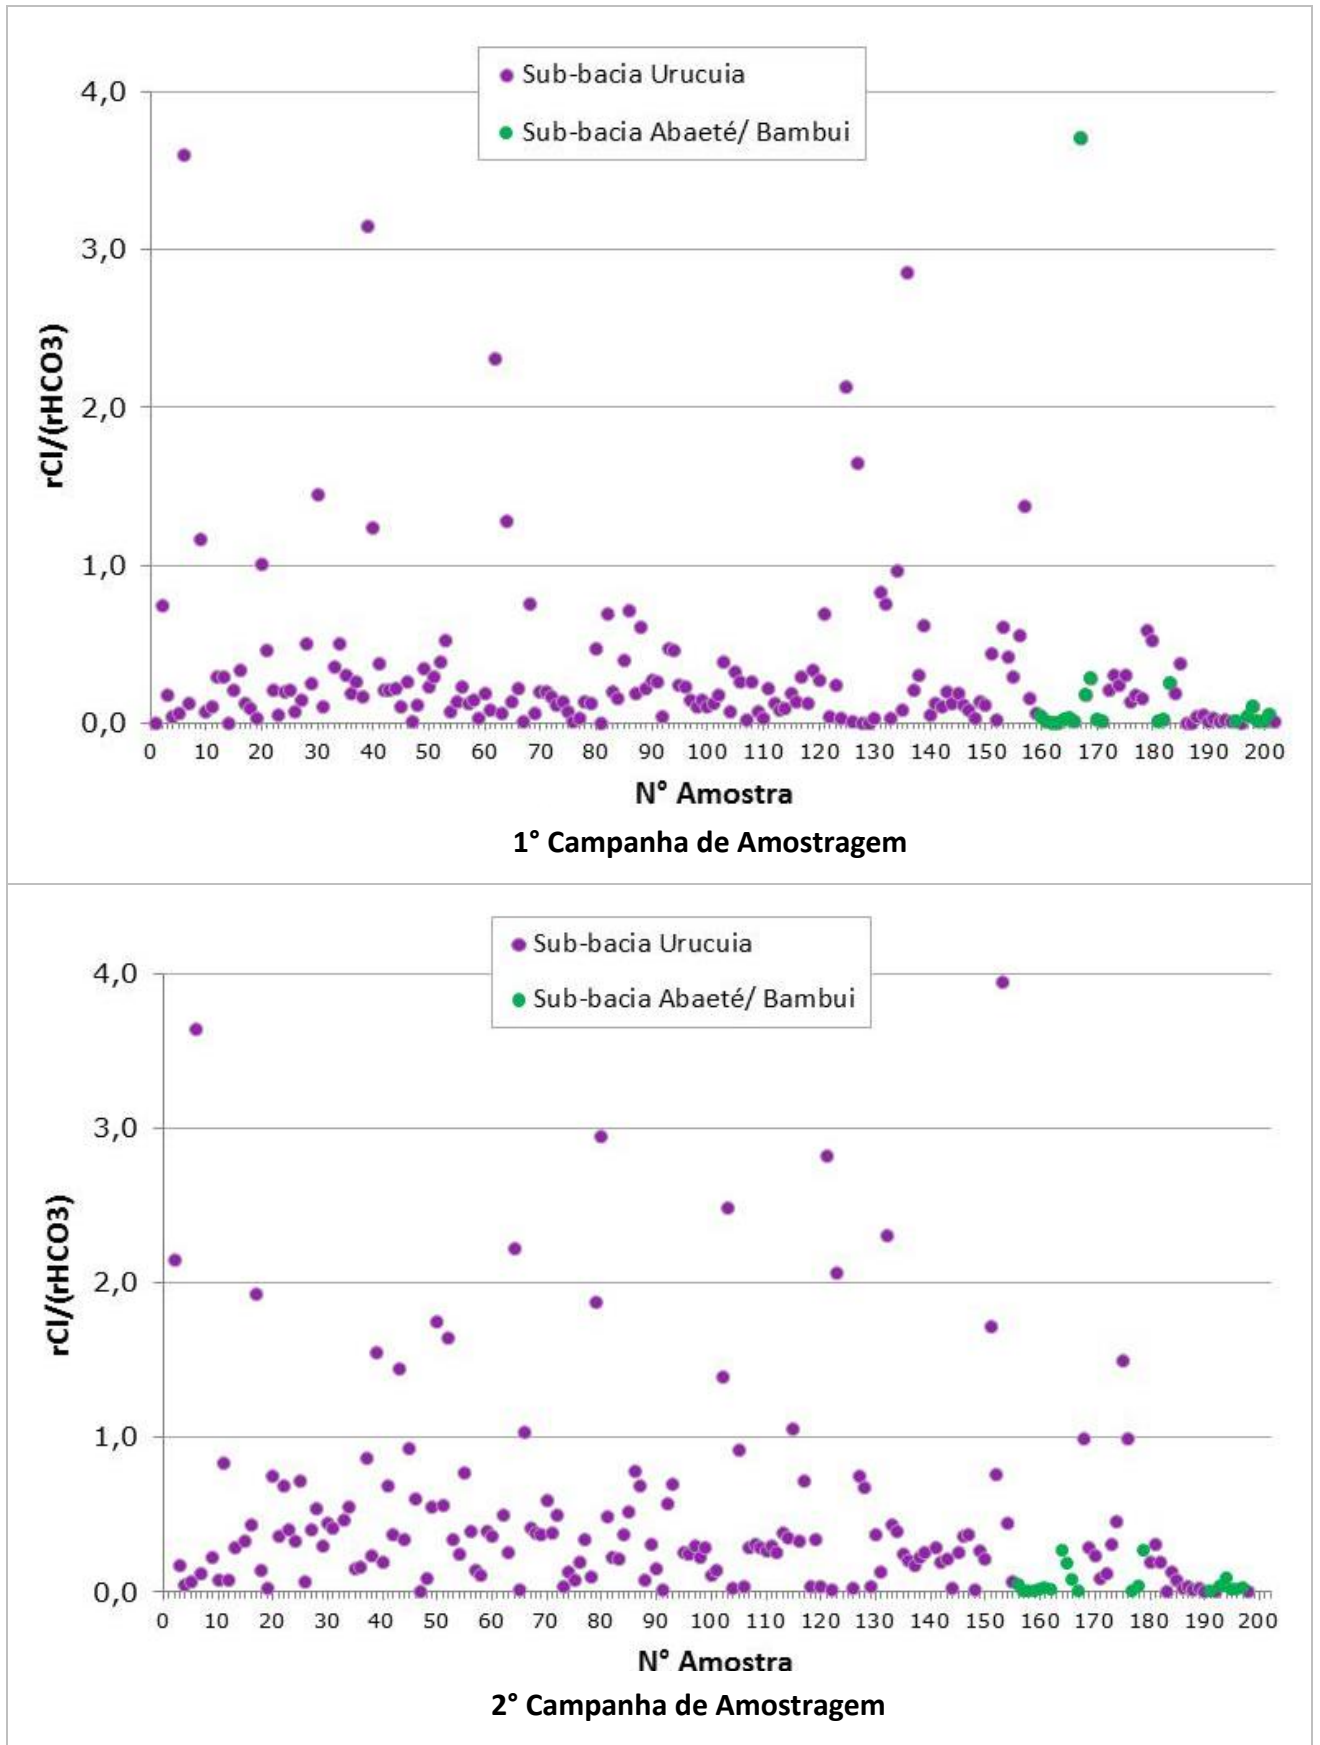 Sub-bacia Urucuia
Sub-bacia Abaeté/ Bambui
4,0
3,0
2,0
1,0
0,0
rCl/(rHCO3)
0 10 20 30 40 50 60 70 80 90 100 110 120 130 140 150 160 170 180 190 200
N° Amostra
1° Campanha de Amostragem
Sub-bacia Urucuia
Sub-bacia Abaeté/ Bambui
4,0
3,0
2,0
1,0
0,0
rCl/(rHCO3)
0 10 20 30 40 50 60 70 80 90 100 110 120 130 140 150 160 170 180 190 200
N° Amostra
2° Campanha de Amostragem